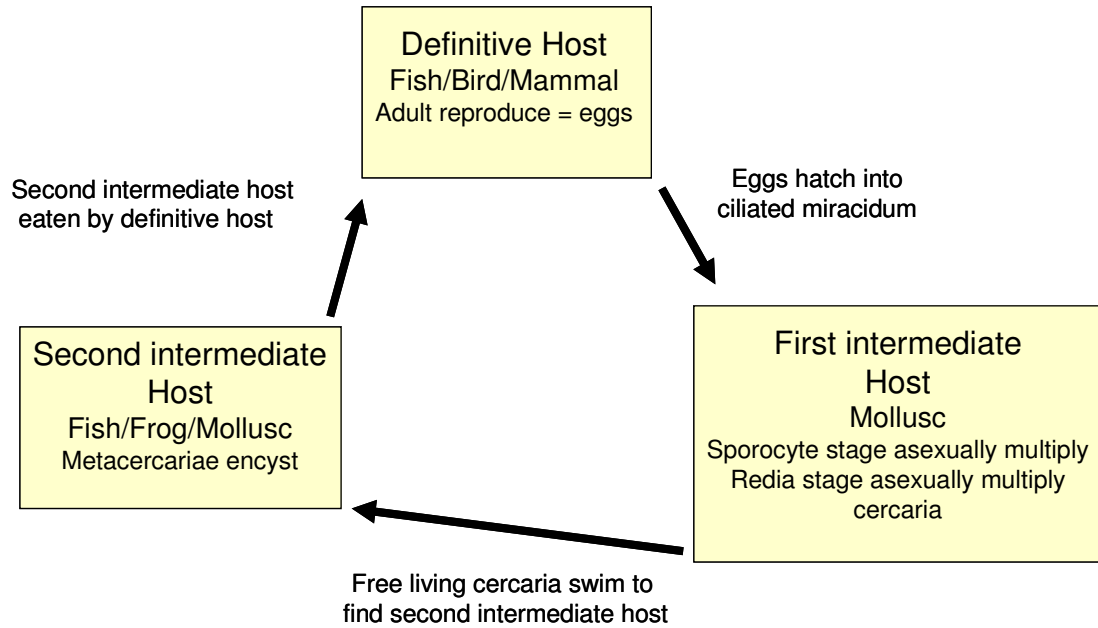 Definitive Host
Fish/Bird/Mammal
Adult reproduce = eggs
Eggs hatch into
ciliated miracidum
First intermediate
Host
Mollusc
Sporocyte stage asexually multiply
Redia stage asexually multiply
cercaria
Free living cercaria swim to
find second intermediate host
Second intermediate
Host
Fish/Frog/Mollusc
Metacercariae encyst
Second intermediate host
eaten by definitive host